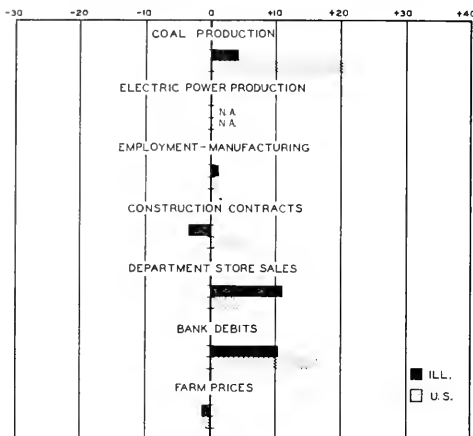 -30 -20 -10 0 +10 +20 +30 +40
COAL PRODUCTION
ELECTRIC POWER PRODUCTION
N.A.
N.A.
EMPLOYMENT-MANUFACTURING
CONSTRUCTION CONTRACTS
DEPARTMENT STORE SALES
BANK DEBITS
FARM PRICES
ILL.
U.S.